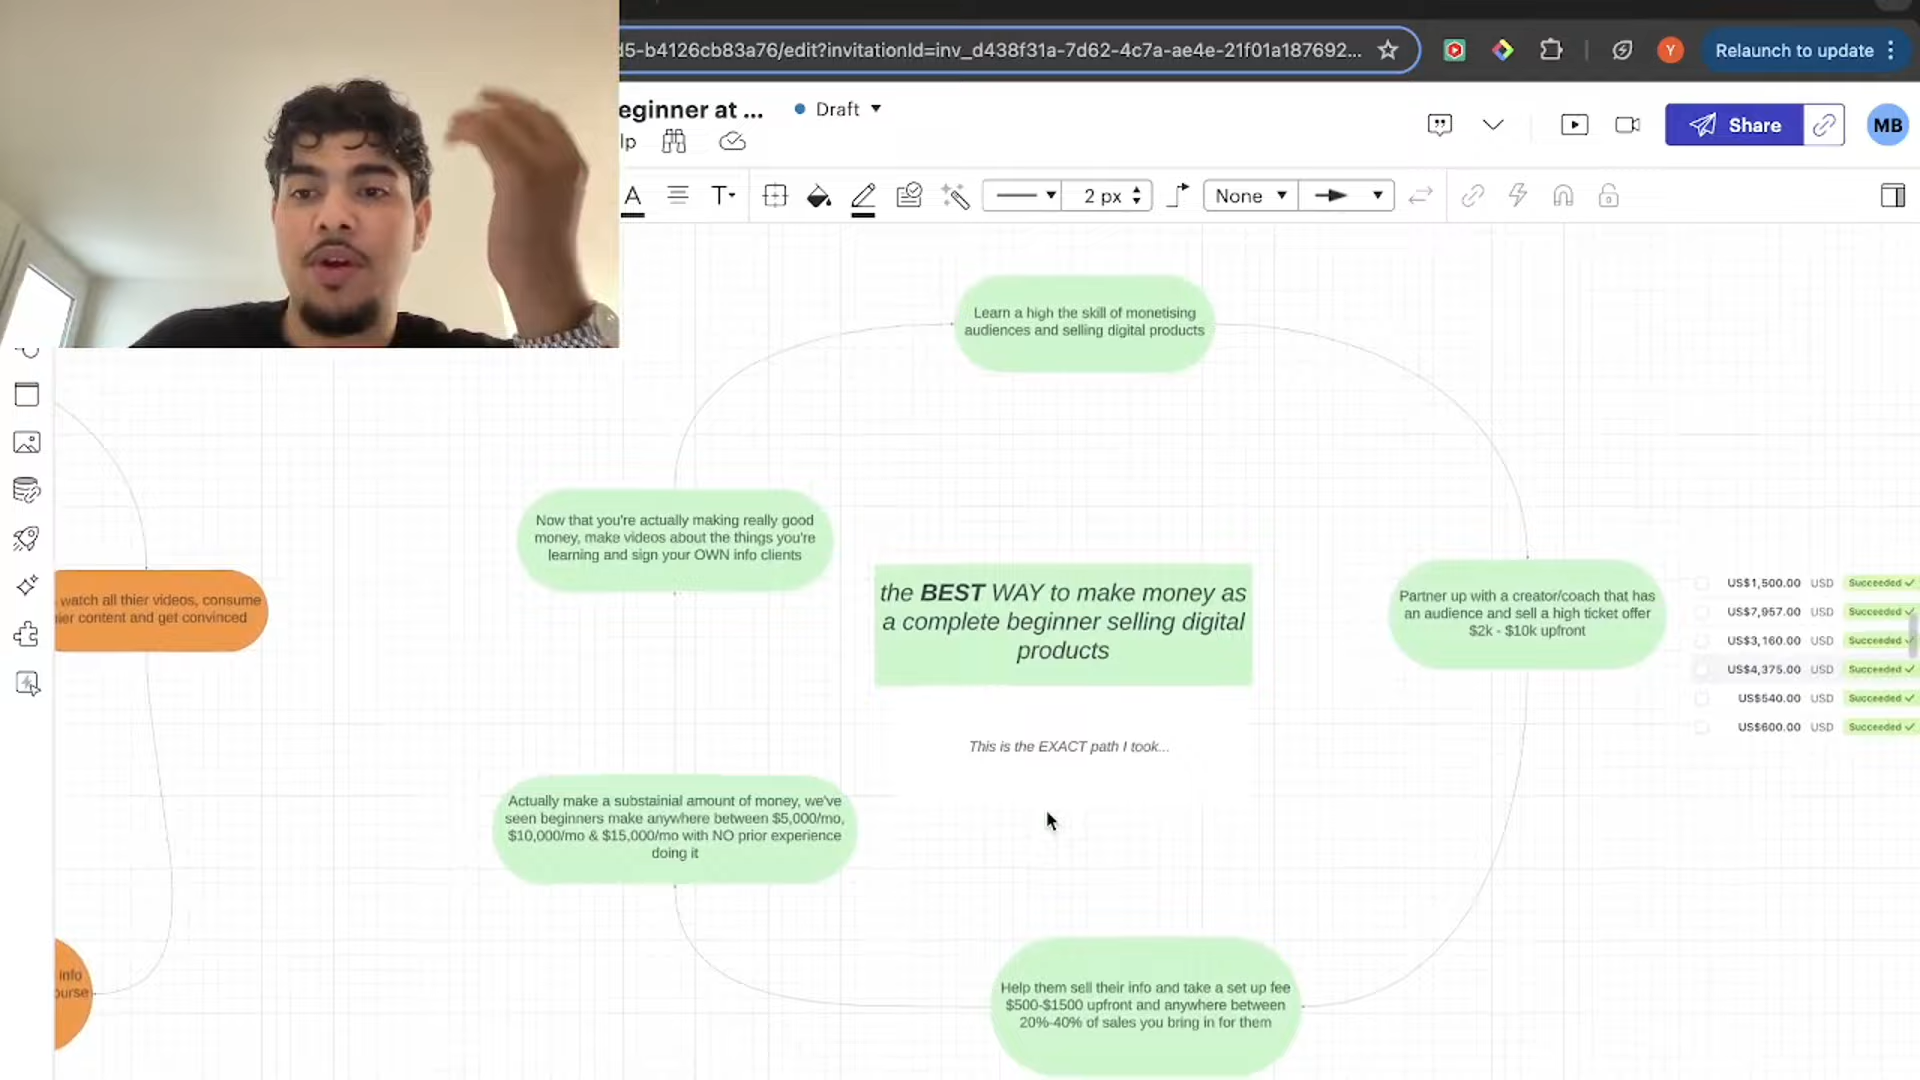 d5-b4126cb83a76/edit?invitationId=inv_d438f31a-7d62-4c7a-ae4e-21f01a187692...
Y
Relaunch to update
eginner at ...
Draft
lp
Share
MB
A
T
2 px
None
Learn a high the skill of monetising
audiences and selling digital products
Now that you're actually making really good
money, make videos about the things you're
learning and sign your OWN info clients
watch all thier videos, consume
ier content and get convinced
the BEST WAY to make money as
a complete beginner selling digital
products
This is the EXACT path I took...
Partner up with a creator/coach that has
an audience and sell a high ticket offer
$2k - $10k upfront
US$1,500.00 USD Succeeded
US$7,957.00 USD Succeeded
US$3,160.00 USD Succeeded
US$4,375.00 USD Succeeded
US$540.00 USD Succeeded
US$600.00 USD Succeeded
Actually make a substainial amount of money, we've
seen beginners make anywhere between $5,000/mo,
$10,000/mo & $15,000/mo with NO prior experience
doing it
info
ourse
Help them sell their info and take a set up fee
$500-$1500 upfront and anywhere between
20%-40% of sales you bring in for them